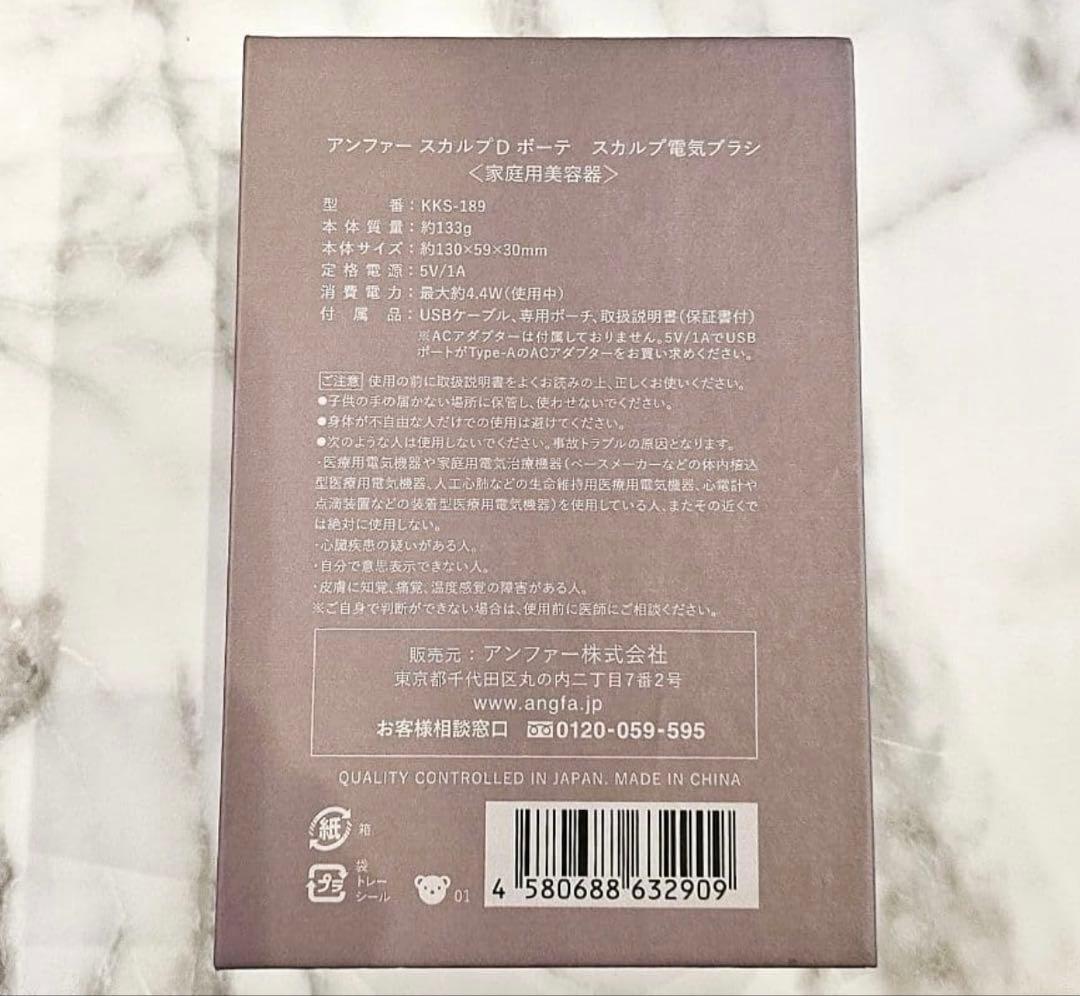 アンファー スカルプD ボーテ　スカルプ電気ブラシ
＜家庭用美容器＞
型番：KKS-189
本体質量：約133g
本体サイズ：約130×59×30mm
定格電源：5V/1A
消費電力：最大約4.4W(使用中)
付属品：USBケーブル、専用ポーチ、取扱説明書(保証書付)
※ACアダプターは付属しておりません。5V/1AでUSB
ポートがType-AのACアダプターをお買い求めください。
ご注意 使用の前に取扱説明書をよくお読みの上、正しくお使いください。
●子供の手の届かない場所に保管し、使わせないでください。
●身体が不自由な人だけでの使用は避けてください。
●次のような人は使用しないでください。事故トラブルの原因となります。
・医療用電気機器や家庭用電気治療機器(ペースメーカーなどの体内植込
型医療用電気機器、人工心肺などの生命維持用医療用電気機器、心電計や
点滴装置などの装着型医療用電気機器)を使用している人、またその近くで
は絶対に使用しない。
・心臓疾患の疑いがある人。
・自分で意思表示できない人。
・皮膚に知覚、痛覚、温度感覚の障害がある人。
※ご自身で判断ができない場合は、使用前に医師にご相談ください。
販売元：アンファー株式会社
東京都千代田区丸の内二丁目7番2号
www.angfa.jp
お客様相談窓口 0120-059-595
QUALITY CONTROLLED IN JAPAN. MADE IN CHINA
紙 箱
プラ 袋
トレー
シール
01
4 580688 632909